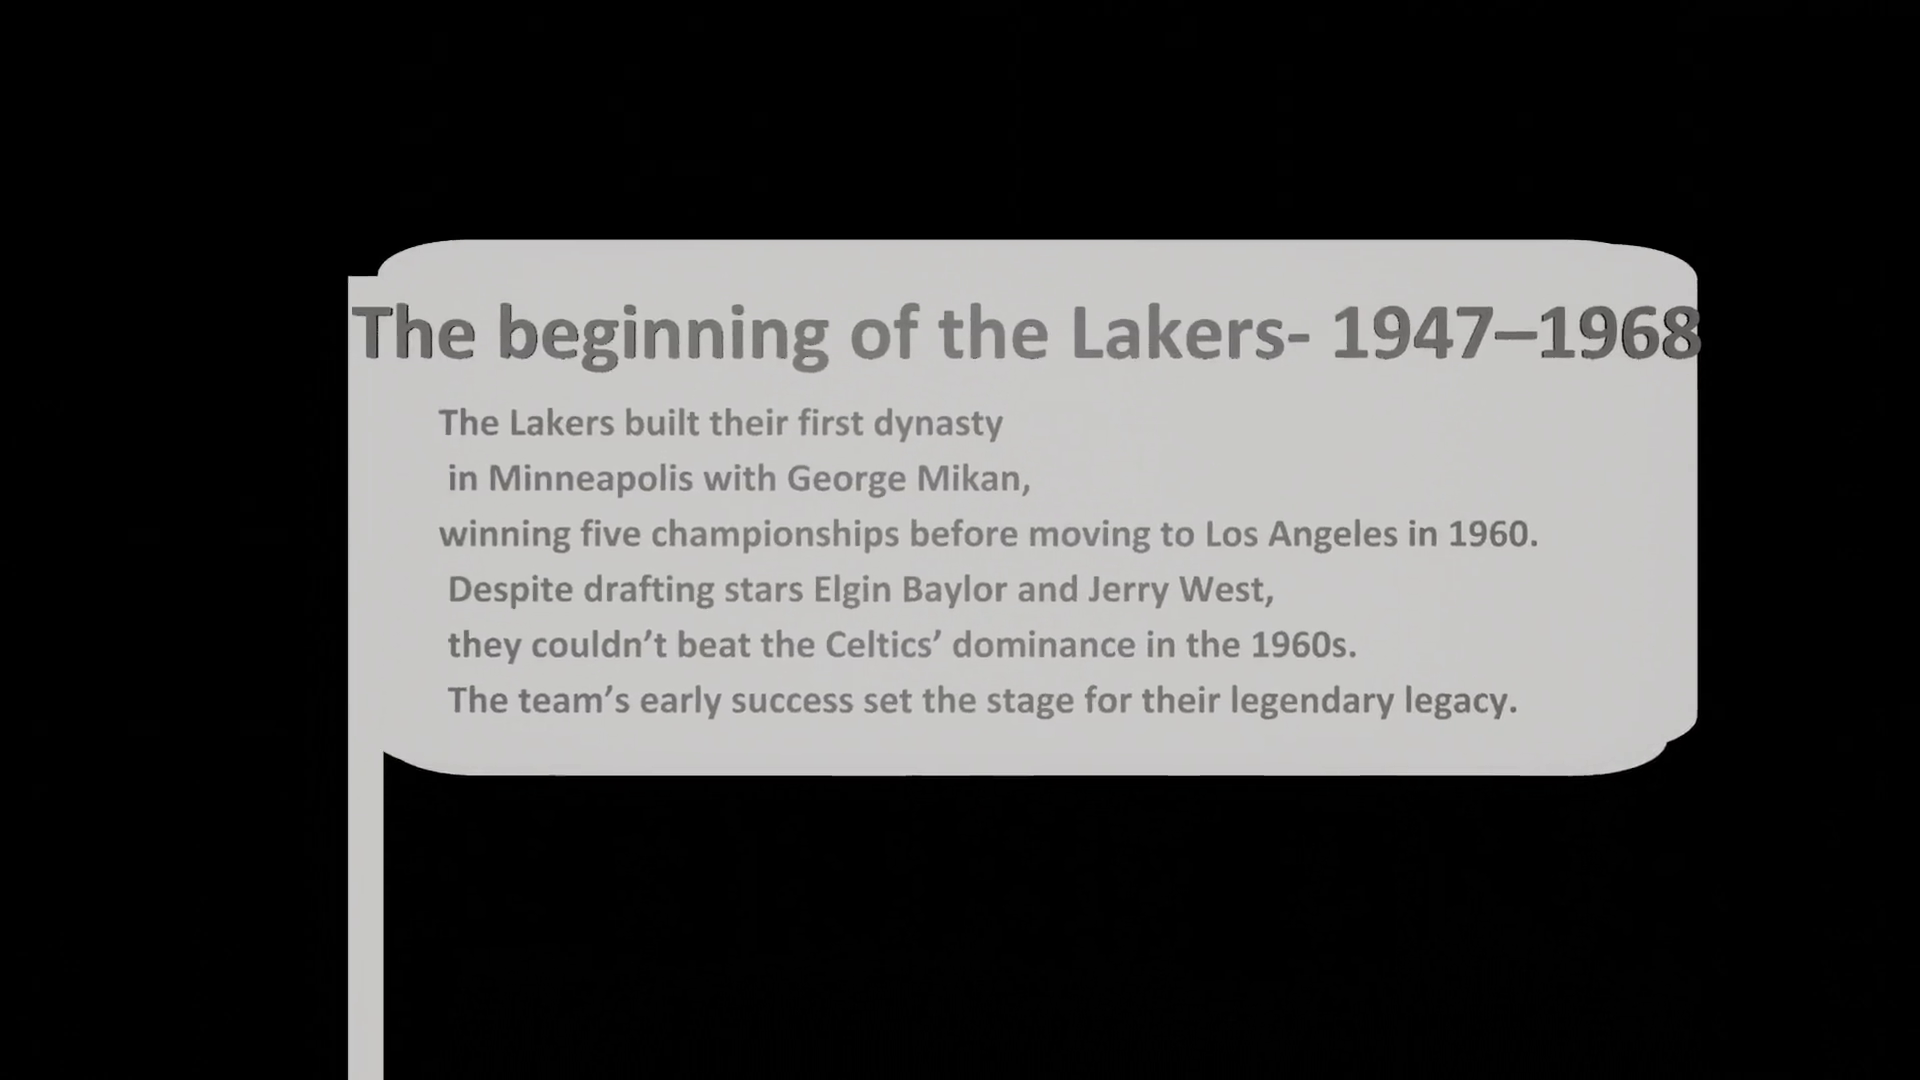 The beginning of the Lakers- 1947–1968
The Lakers built their first dynasty
in Minneapolis with George Mikan,
winning five championships before moving to Los Angeles in 1960.
Despite drafting stars Elgin Baylor and Jerry West,
they couldn’t beat the Celtics’ dominance in the 1960s.
The team’s early success set the stage for their legendary legacy.